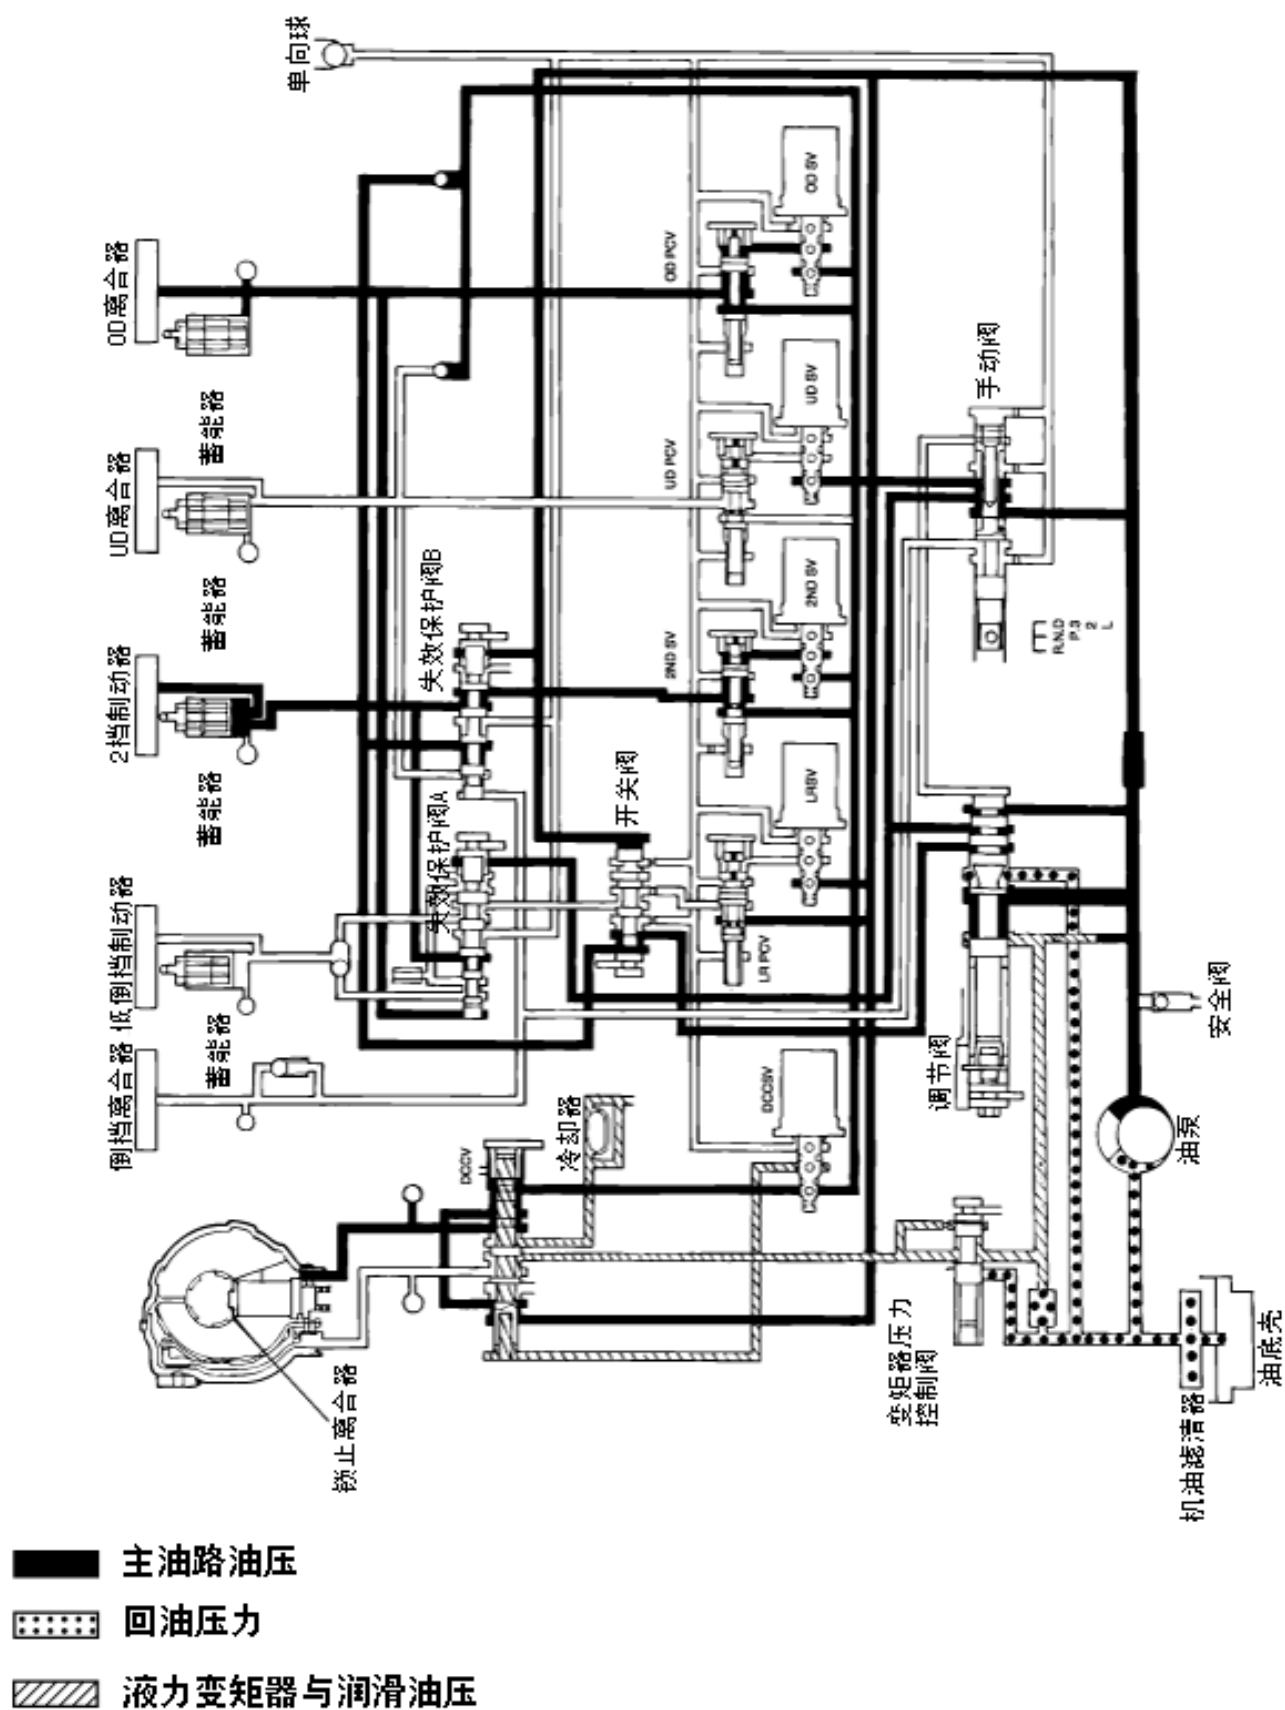 单向球
OD离合器
蓄能器
UD离合器
蓄能器
2挡制动器
蓄能器
低倒挡制动器
蓄能器
倒挡离合器
失效保护阀B
失效保护阀A
开关阀
OD PCV
OD SV
UD PCV
UD SV
2ND SV
2ND SV
LR PCV
LRSV
DCCSV
DCCV
冷却器
手动阀
R.N.D
P.3
2
L
调节阀
安全阀
油泵
锁止离合器
变矩器压力
控制阀
机油滤清器
油底壳
主油路油压
回油压力
液力变矩器与润滑油压